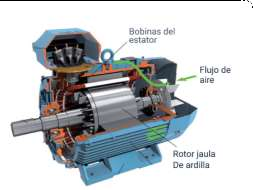 Bobinas del
estator
Flujo de
aire
Rotor jaula
De ardilla